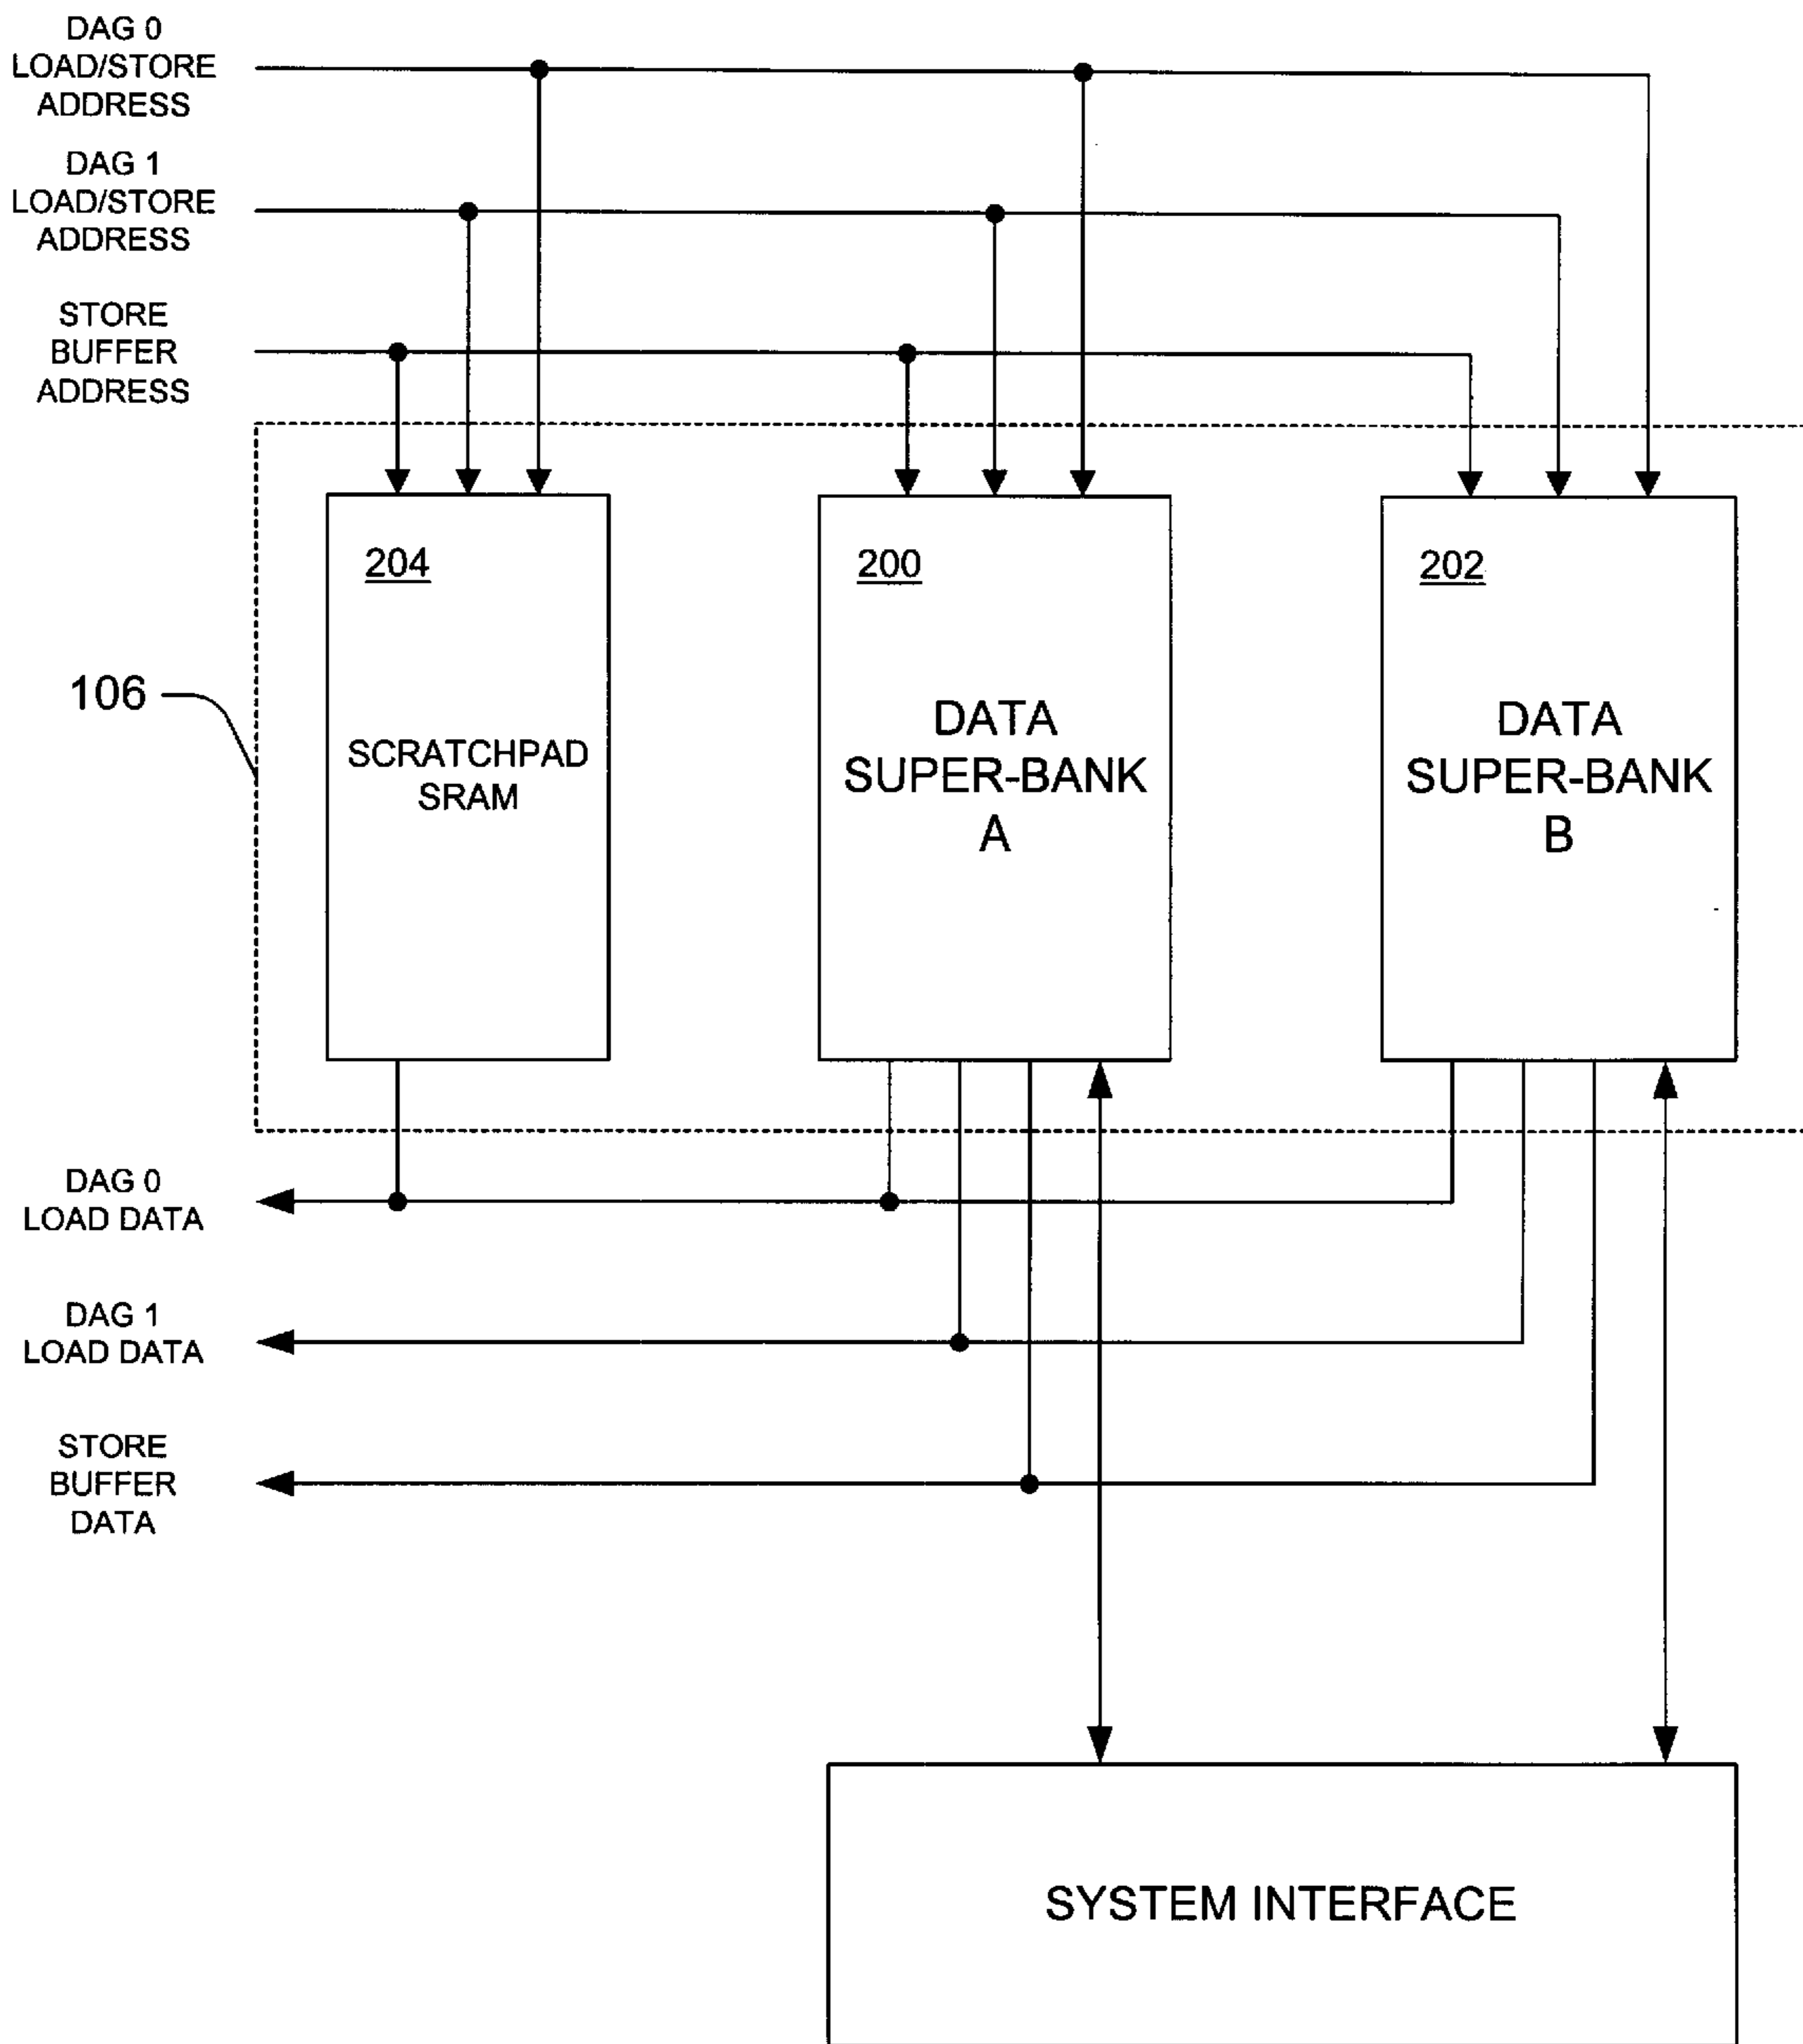 DAG 0
LOAD/STORE
ADDRESS
DAG 1
LOAD/STORE
ADDRESS
STORE
BUFFER
ADDRESS
204
SCRATCHPAD
SRAM
200
DATA
SUPER-BANK
A
202
DATA
SUPER-BANK
B
106
DAG 0
LOAD DATA
DAG 1
LOAD DATA
STORE
BUFFER
DATA
SYSTEM INTERFACE